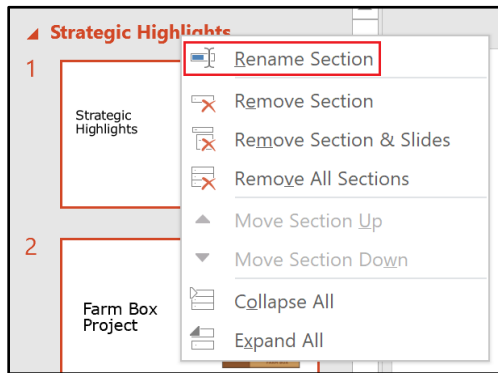 Strategic Highlights
1
Strategic
Highlights
2
Farm Box
Project
Rename Section
Remove Section
Remove Section & Slides
Remove All Sections
Move Section Up
Move Section Down
Collapse All
Expand All